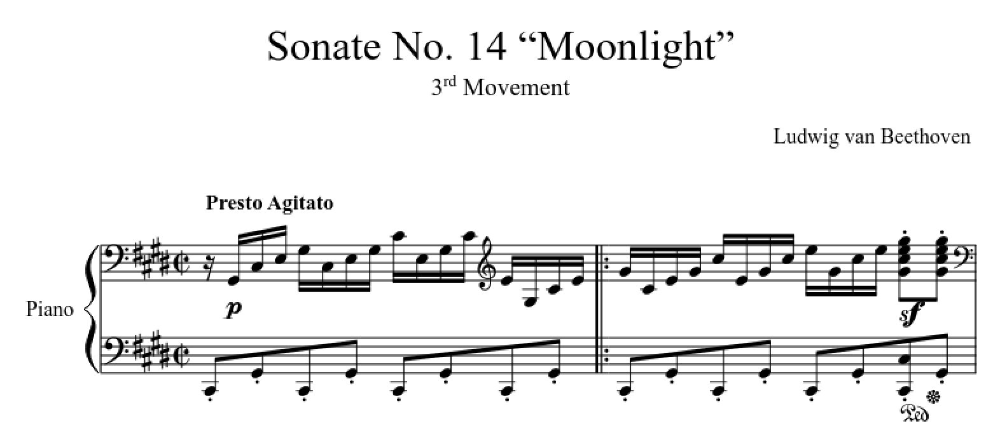 Sonate No. 14 “Moonlight”
3rd Movement
Ludwig van Beethoven
Presto Agitato
Piano
p
sf
Ped